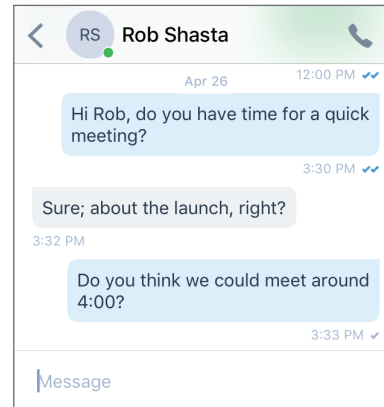 RS Rob Shasta
12:00 PM
Apr 26
Hi Rob, do you have time for a quick
meeting?
3:30 PM
Sure; about the launch, right?
3:32 PM
Do you think we could meet around
4:00?
3:33 PM
Message